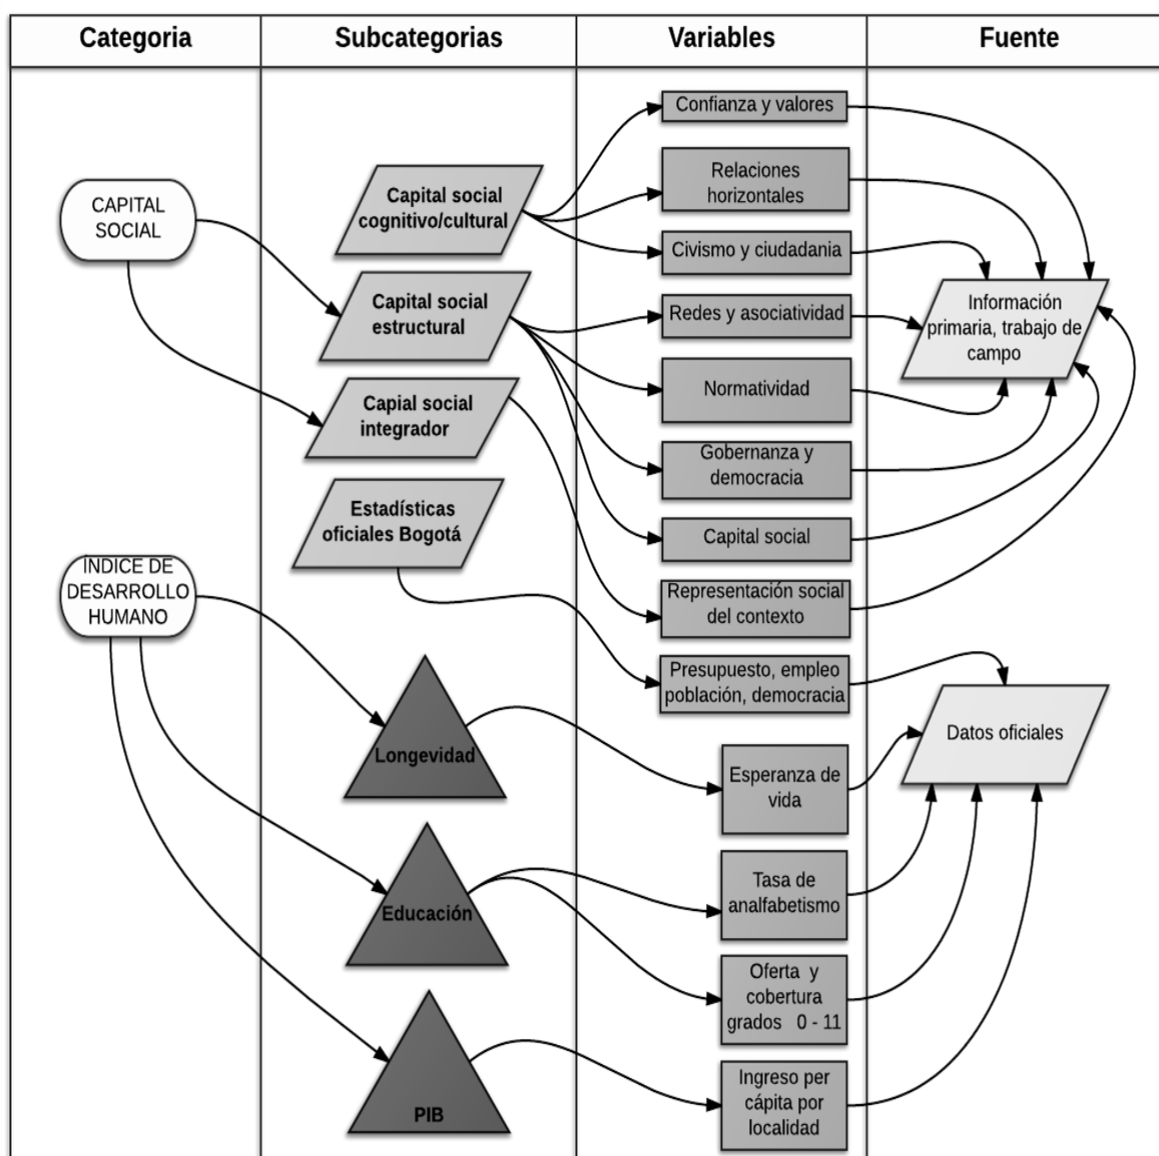 Categoria
Subcategorias
Variables
Fuente
CAPITAL
SOCIAL
Capital social
cognitivo/cultural
Capital social
estructural
Capial social
integrador
Estadísticas
oficiales Bogotá
ÍNDICE DE
DESARROLLO
HUMANO
Longevidad
Educación
PIB
Confianza y valores
Relaciones
horizontales
Civismo y ciudadania
Redes y asociatividad
Normatividad
Gobernanza y
democracia
Capital social
Representación social
del contexto
Presupuesto, empleo
población, democracia
Esperanza de
vida
Tasa de
analfabetismo
Oferta y
cobertura
grados 0 - 11
Ingreso per
cápita por
localidad
Información
primaria, trabajo de
campo
Datos oficiales